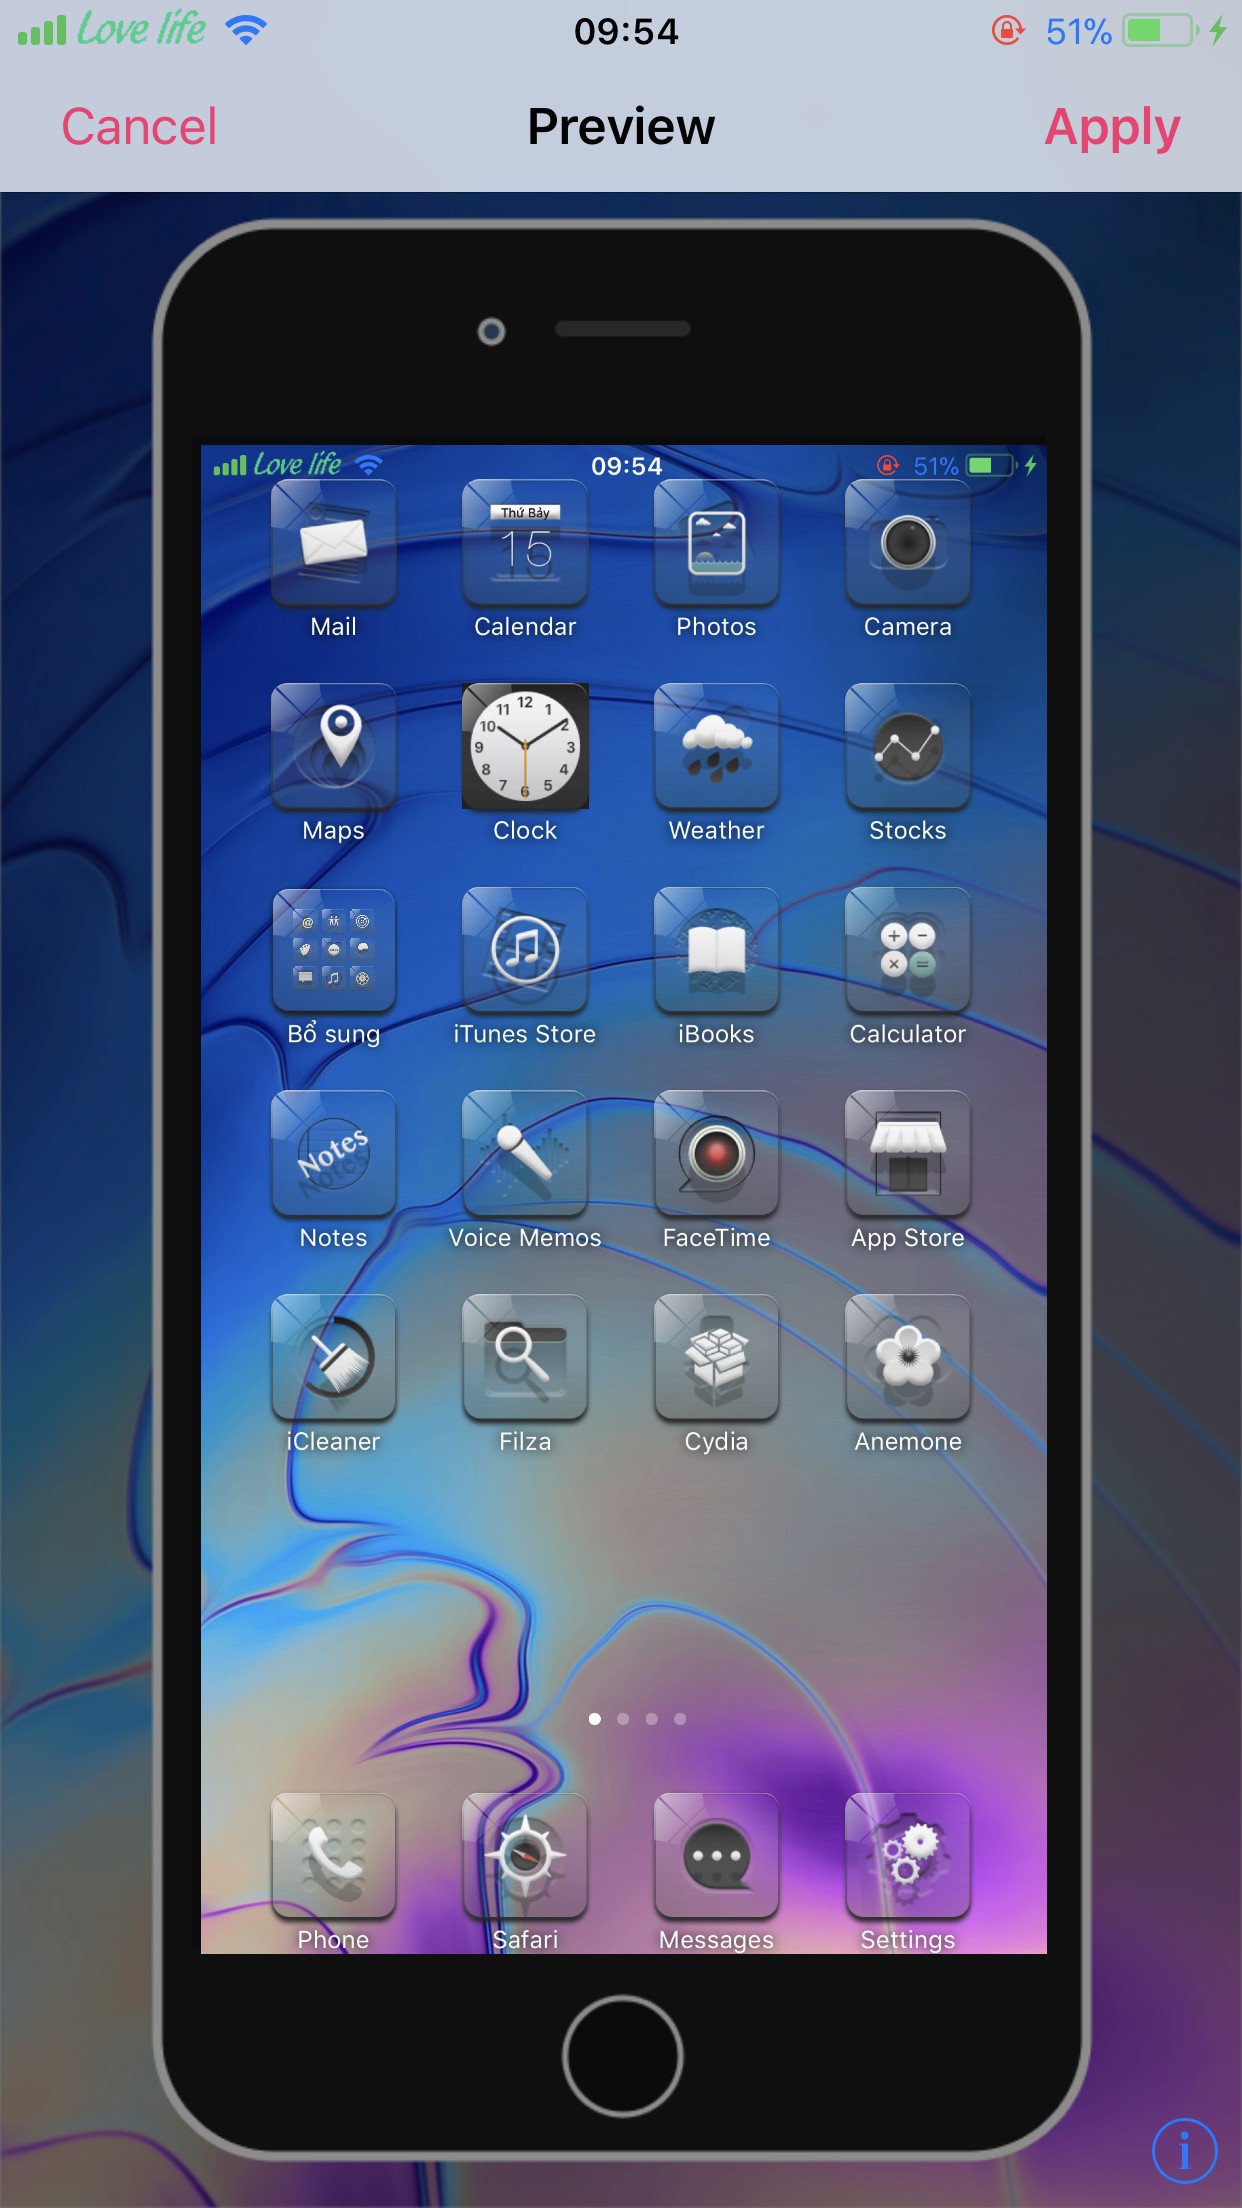 Love life 09:54 51%
Cancel Preview Apply
Love life 09:54 51%
Thứ Bảy
15
Mail Calendar Photos Camera
12
11 1
10 2
9 3
8 4
7 6 5
Maps Clock Weather Stocks
Bổ sung iTunes Store iBooks Calculator
Notes
Notes Voice Memos FaceTime App Store
iCleaner Filza Cydia Anemone
Phone Safari Messages Settings
i